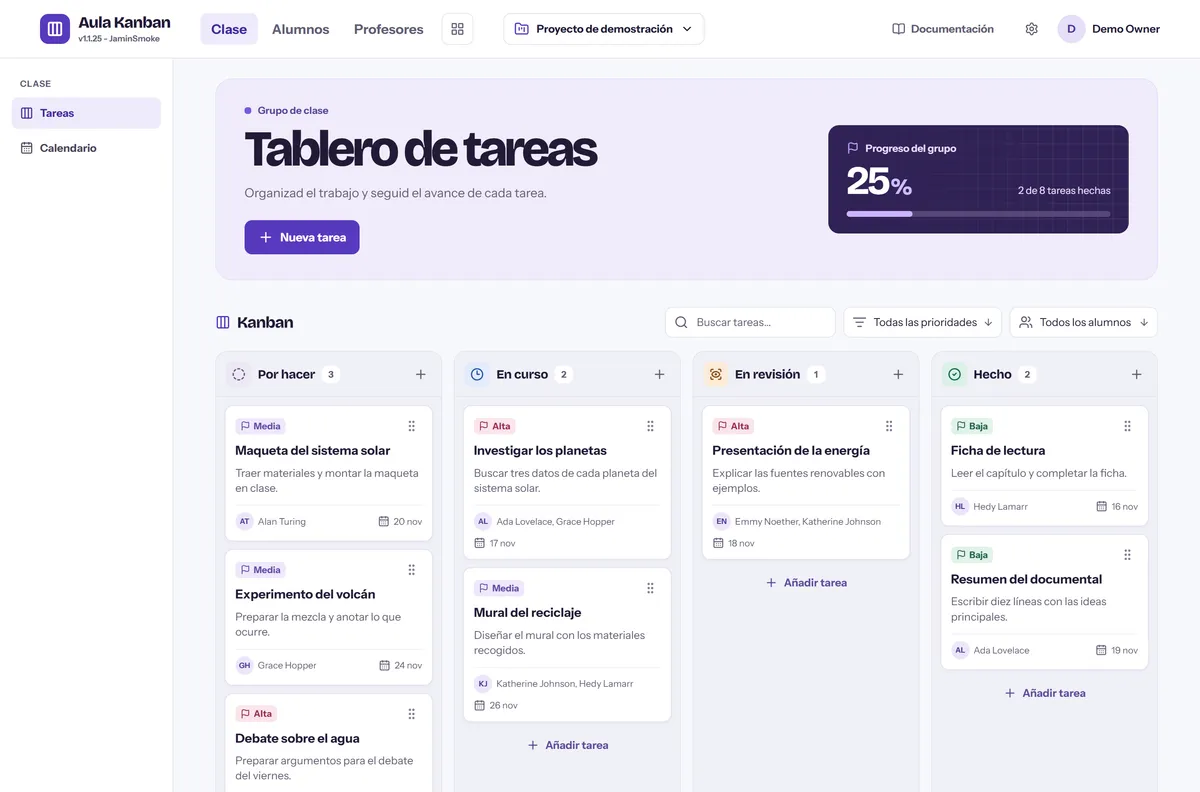 Aula Kanban
v1.1.25 - JaminSmoke
Clase
Alumnos
Profesores
Proyecto de demostración
Documentación
D
Demo Owner
CLASE
Tareas
Calendario
Grupo de clase
Tablero de tareas
Organizad el trabajo y seguid el avance de cada tarea.
Nueva tarea
Progreso del grupo
25%
2 de 8 tareas hechas
Kanban
Buscar tareas...
Todas las prioridades
Todos los alumnos
Por hacer 3
Media
Maqueta del sistema solar
Traer materiales y montar la maqueta
en clase.
AT Alan Turing
20 nov
Media
Experimento del volcán
Preparar la mezcla y anotar lo que
ocurre.
GH Grace Hopper
24 nov
Alta
Debate sobre el agua
Preparar argumentos para el debate
del viernes.
En curso 2
Alta
Investigar los planetas
Buscar tres datos de cada planeta del
sistema solar.
AL Ada Lovelace, Grace Hopper
17 nov
Media
Mural del reciclaje
Diseñar el mural con los materiales
recogidos.
KJ Katherine Johnson, Hedy Lamarr
26 nov
Añadir tarea
En revisión 1
Alta
Presentación de la energía
Explicar las fuentes renovables con
ejemplos.
EN Emmy Noether, Katherine Johnson
18 nov
Añadir tarea
Hecho 2
Baja
Ficha de lectura
Leer el capítulo y completar la ficha.
HL Hedy Lamarr
16 nov
Baja
Resumen del documental
Escribir diez líneas con las ideas
principales.
AL Ada Lovelace
19 nov
Añadir tarea